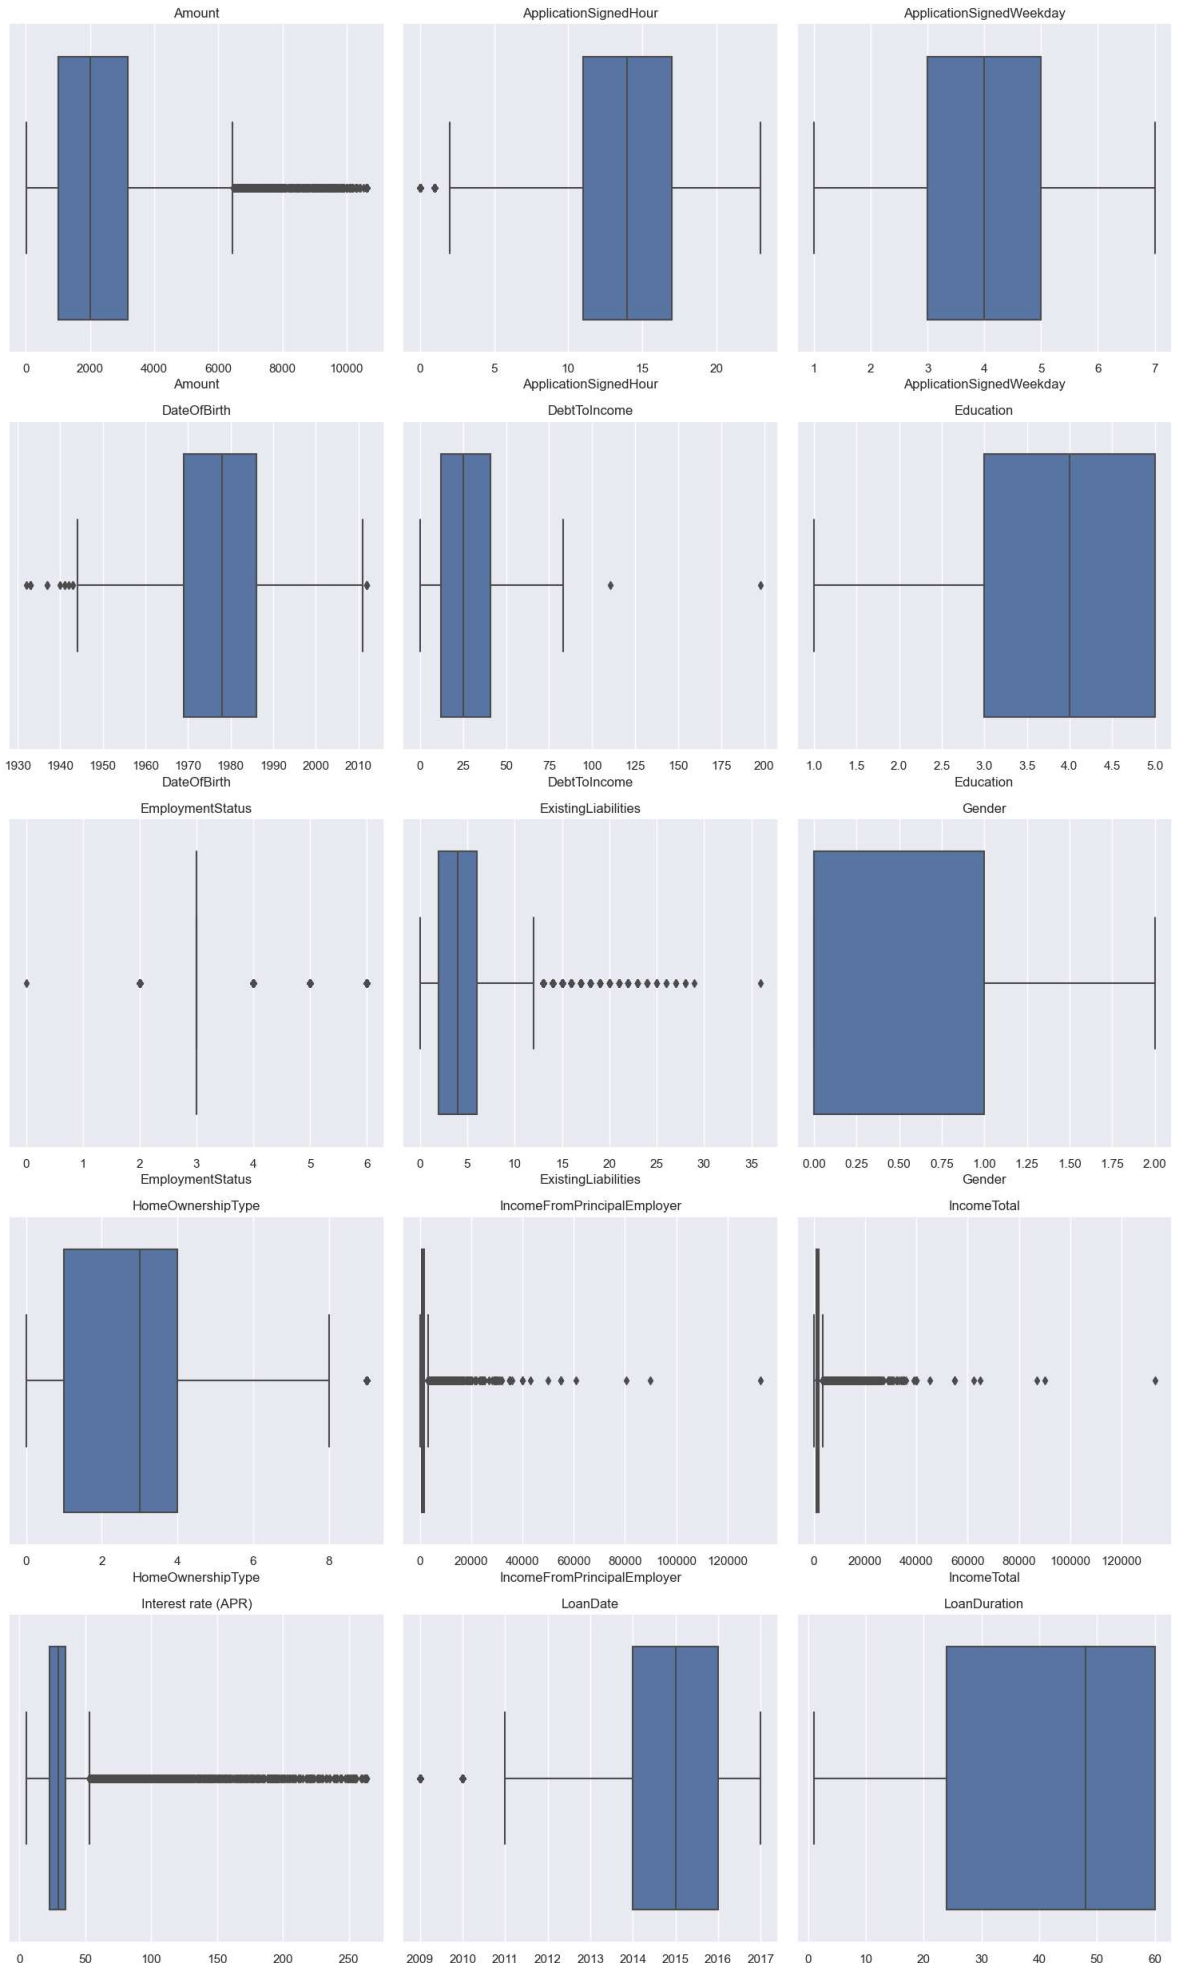 Amount ApplicationSignedHour ApplicationSignedWeekday
0 2000 4000 6000 8000 10000 0 5 10 15 20 1 2 3 4 5 6 7
Amount ApplicationSignedHour ApplicationSignedWeekday
DateOfBirth DebtToIncome Education
1930 1940 1950 1960 1970 1980 1990 2000 2010 0 25 50 75 100 125 150 175 200 1.0 1.5 2.0 2.5 3.0 3.5 4.0 4.5 5.0
DateOfBirth DebtToIncome Education
EmploymentStatus ExistingLiabilities Gender
0 1 2 3 4 5 6 0 5 10 15 20 25 30 35 0.00 0.25 0.50 0.75 1.00 1.25 1.50 1.75 2.00
EmploymentStatus ExistingLiabilities Gender
HomeOwnershipType IncomeFromPrincipalEmployer IncomeTotal
0 2 4 6 8 0 20000 40000 60000 80000 100000 120000 0 20000 40000 60000 80000 100000 120000
HomeOwnershipType IncomeFromPrincipalEmployer IncomeTotal
Interest rate (APR) LoanDate LoanDuration
0 50 100 150 200 250 2009 2010 2011 2012 2013 2014 2015 2016 2017 0 10 20 30 40 50 60